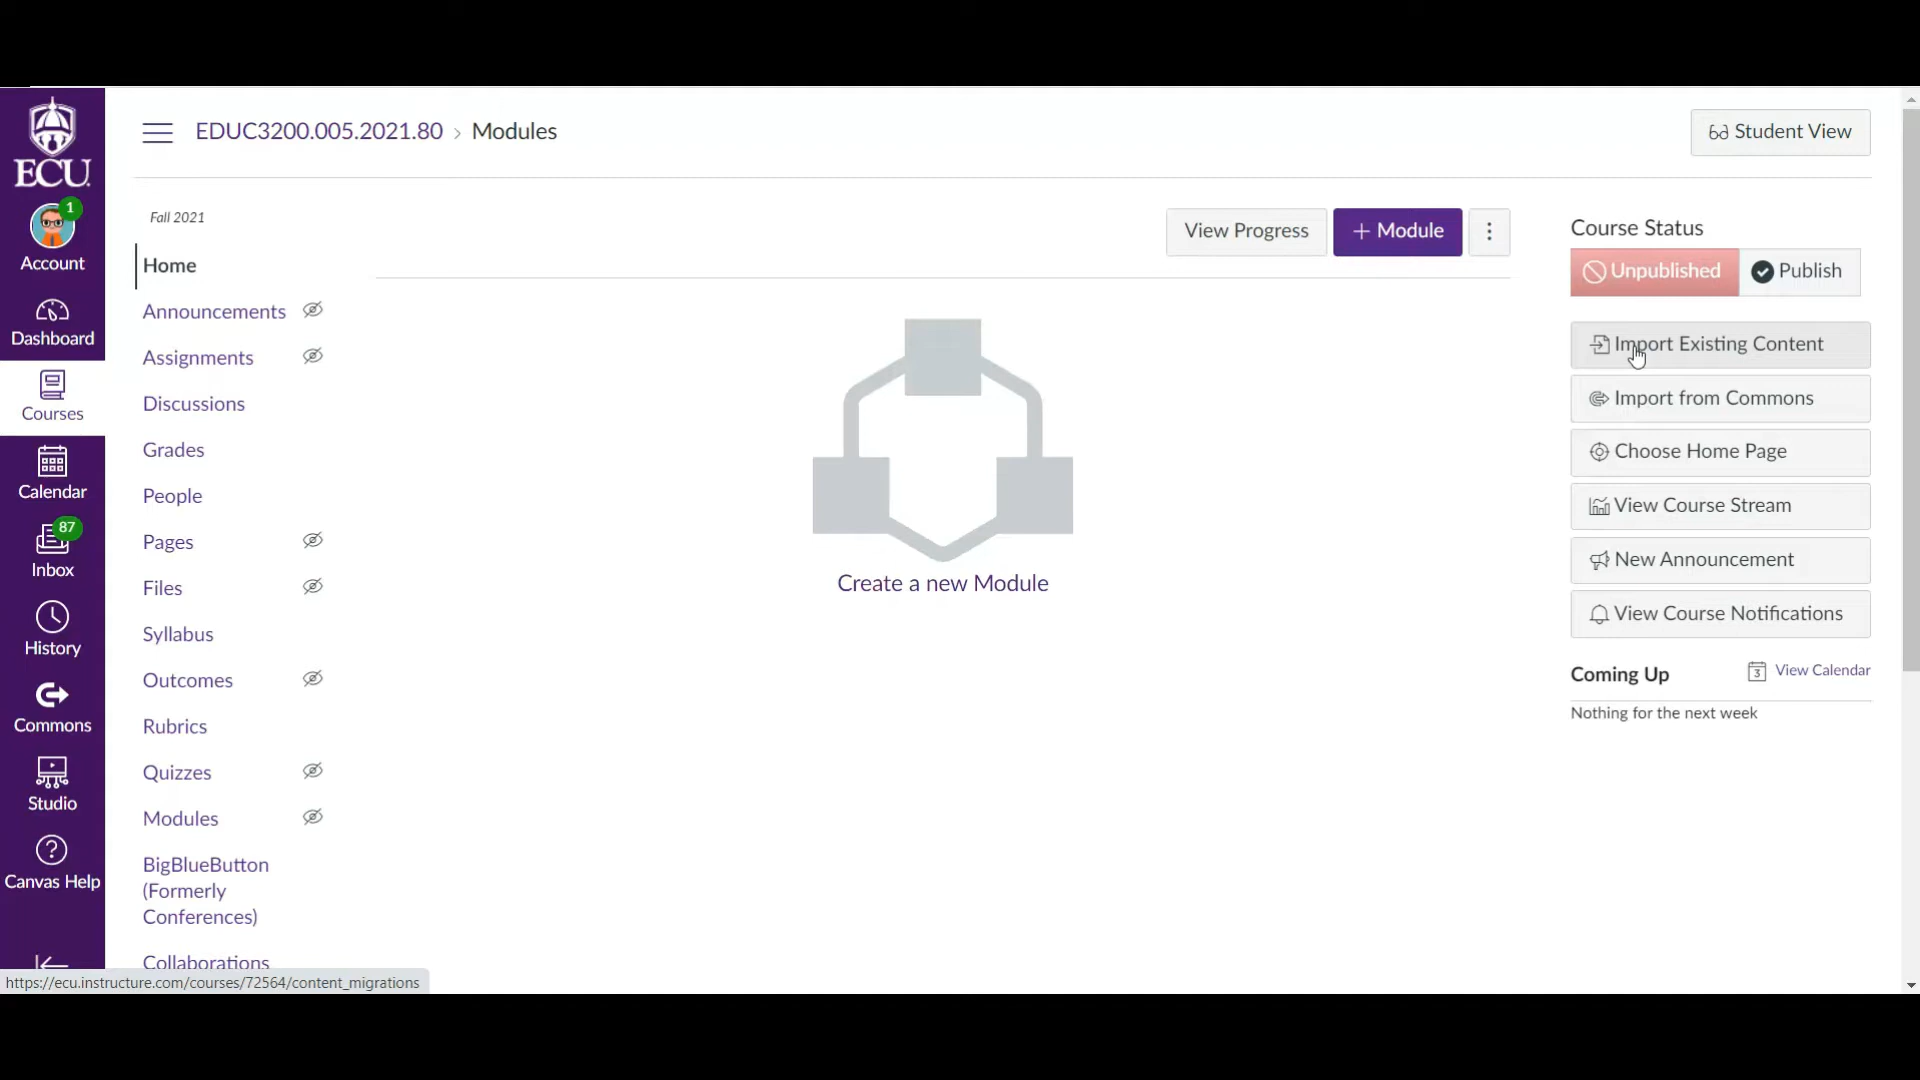 ECU
EDUC3200.005.2021.80 › Modules
Student View
1
Account
Dashboard
Courses
Calendar
87
Inbox
History
Commons
Studio
Canvas Help
Fall 2021
Home
Announcements
Assignments
Discussions
Grades
People
Pages
Files
Syllabus
Outcomes
Rubrics
Quizzes
Modules
BigBlueButton
(Formerly
Conferences)
Collaborations
View Progress
+ Module
Create a new Module
Course Status
Unpublished
Publish
Import Existing Content
Import from Commons
Choose Home Page
View Course Stream
New Announcement
View Course Notifications
Coming Up
3 View Calendar
Nothing for the next week
https://ecu.instructure.com/courses/72564/content_migrations